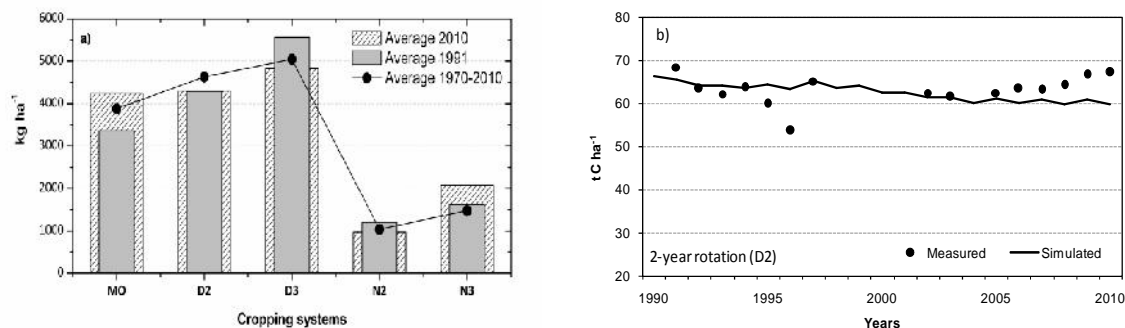 a)
Average 2010
Average 1991
Average 1970-2010
6000
5000
4000
3000
2000
1000
0
kg ha⁻¹
MO D2 D3 N2 N3
Cropping systems
b)
80
70
60
50
40
30
20
t C ha⁻¹
2-year rotation (D2)
Measured Simulated
1990 1995 2000 2005 2010
Years